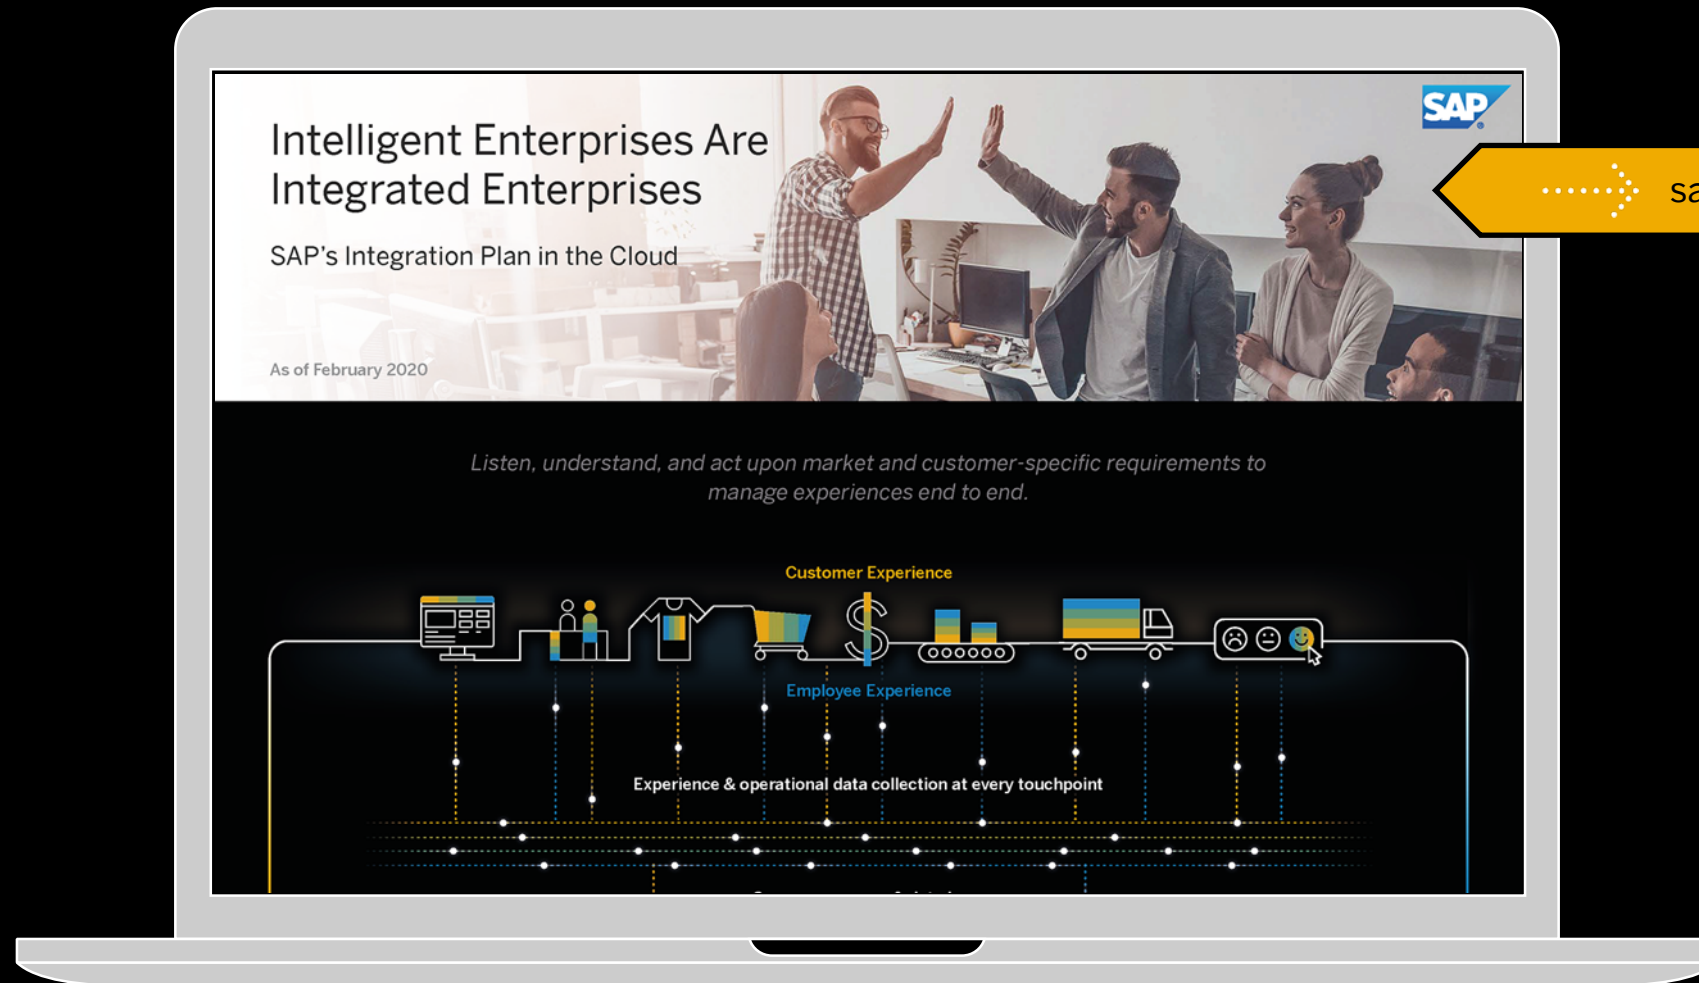 Intelligent Enterprises Are
Integrated Enterprises
SAP's Integration Plan in the Cloud
As of February 2020
SAP
Listen, understand, and act upon market and customer-specific requirements to
manage experiences end to end.
Customer Experience
Employee Experience
Experience & operational data collection at every touchpoint